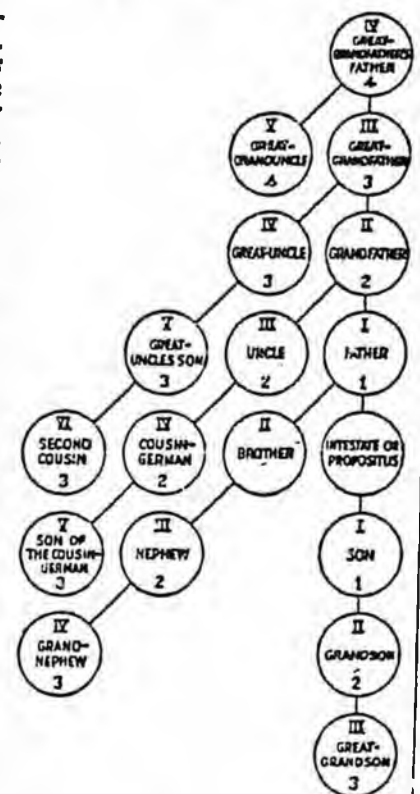 IV
GREAT-
GRANDFATHER'S
FATHER
4
V
GREAT-
GRANDUNCLE
4
III
GREAT-
GRANDFATHER
3
IV
GREAT-UNCLE
3
II
GRANDFATHER
2
V
GREAT-
UNCLES SON
3
III
UNCLE
2
I
FATHER
1
VI
SECOND
COUSIN
3
IV
COUSIN-
GERMAN
2
II
BROTHER
INTESTATE OR
PROPOSITUS
V
SON OF
THE COUSIN-
GERMAN
3
III
NEPHEW
2
I
SON
1
IV
GRAND-
NEPHEW
3
II
GRANDSON
2
III
GREAT-
GRANDSON
3